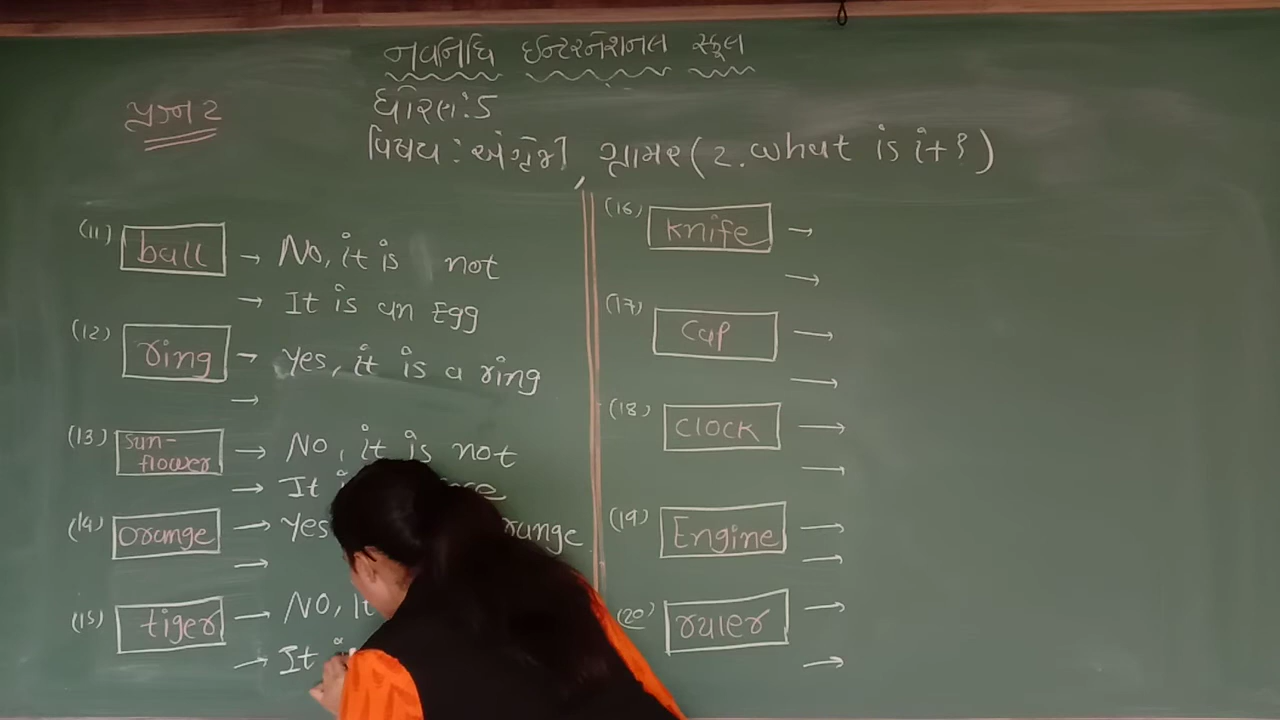 નવનિધિ ઇન્ટરનેશનલ સ્કૂલ
પ્રશ્ન 2
ધોરણ: 5
વિષય: અંગ્રેજી, ગ્રામર (2. what is it?)
(11) ball → No, it is not
→ It is an Egg
(12) ring → Yes, it is a ring
→
(13) sun-
flower → No, it is not
→ It
(14) orange → Yes
→
(15) tiger → No, it
→ It
(16) Knife →
→
(17) Cap →
→
(18) Clock →
→
(19) Engine →
→
(20) ruler →
→